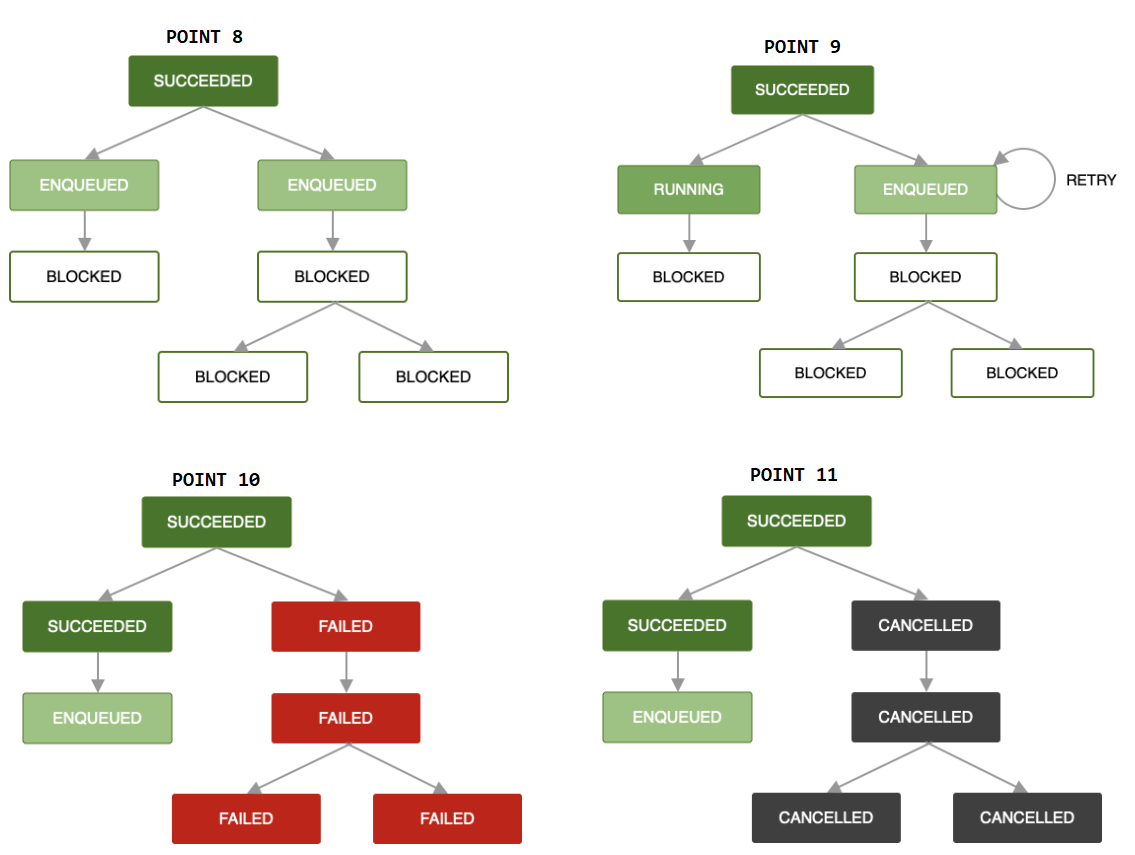 POINT 8
SUCCEEDED
ENQUEUED ENQUEUED
BLOCKED BLOCKED
BLOCKED BLOCKED
POINT 9
SUCCEEDED
RUNNING ENQUEUED RETRY
BLOCKED BLOCKED
BLOCKED BLOCKED
POINT 10
SUCCEEDED
SUCCEEDED FAILED
ENQUEUED FAILED
FAILED FAILED
POINT 11
SUCCEEDED
SUCCEEDED CANCELLED
ENQUEUED CANCELLED
CANCELLED CANCELLED